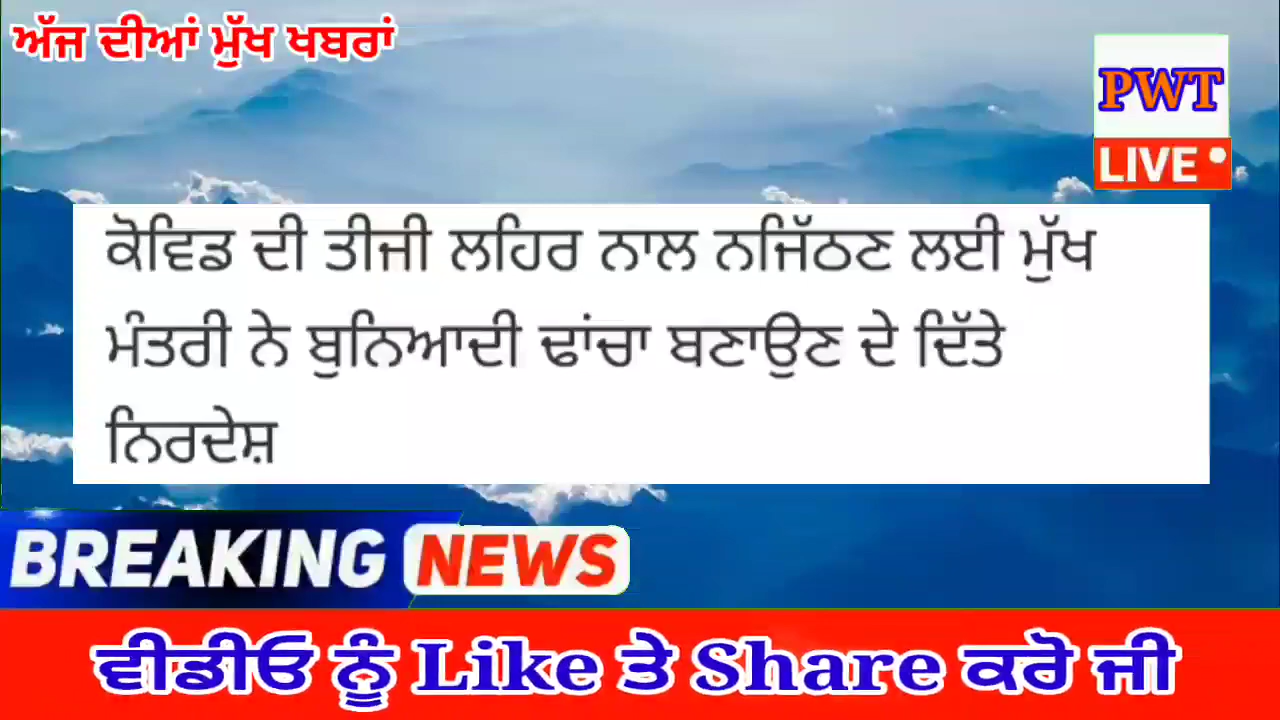 ਅੱਜ ਦੀਆਂ ਮੁੱਖ ਖਬਰਾਂ
PWT
LIVE
ਕੋਵਿਡ ਦੀ ਤੀਜੀ ਲਹਿਰ ਨਾਲ ਨਜਿੱਠਣ ਲਈ ਮੁੱਖ
ਮੰਤਰੀ ਨੇ ਬੁਨਿਆਦੀ ਢਾਂਚਾ ਬਣਾਉਣ ਦੇ ਦਿੱਤੇ
ਨਿਰਦੇਸ਼
BREAKING NEWS
ਵੀਡੀਓ ਨੂੰ Like ਤੇ Share ਕਰੋ ਜੀ